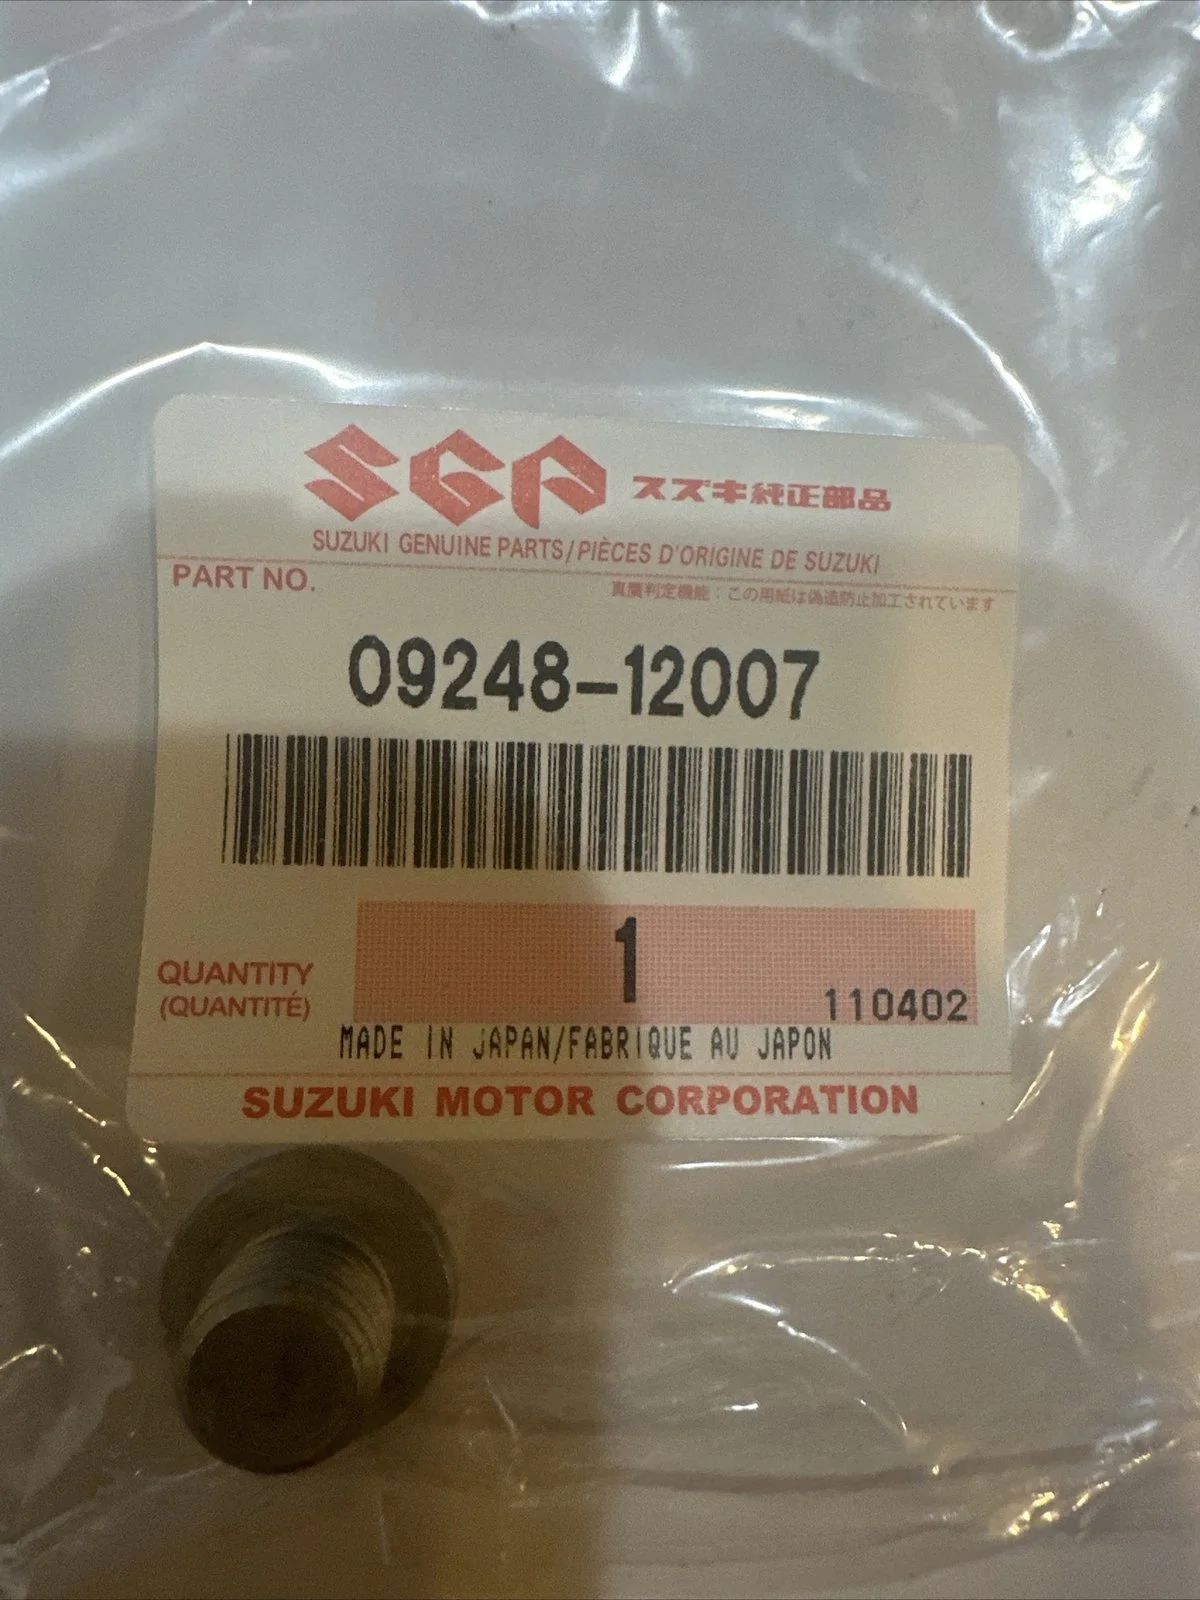 SGP スズキ純正部品
SUZUKI GENUINE PARTS/PIÈCES D'ORIGINE DE SUZUKI
PART NO.
真贋判定機能：この用紙は偽造防止加工されています
09248-12007
1
QUANTITY
(QUANTITÉ)
110402
MADE IN JAPAN/FABRIQUE AU JAPON
SUZUKI MOTOR CORPORATION